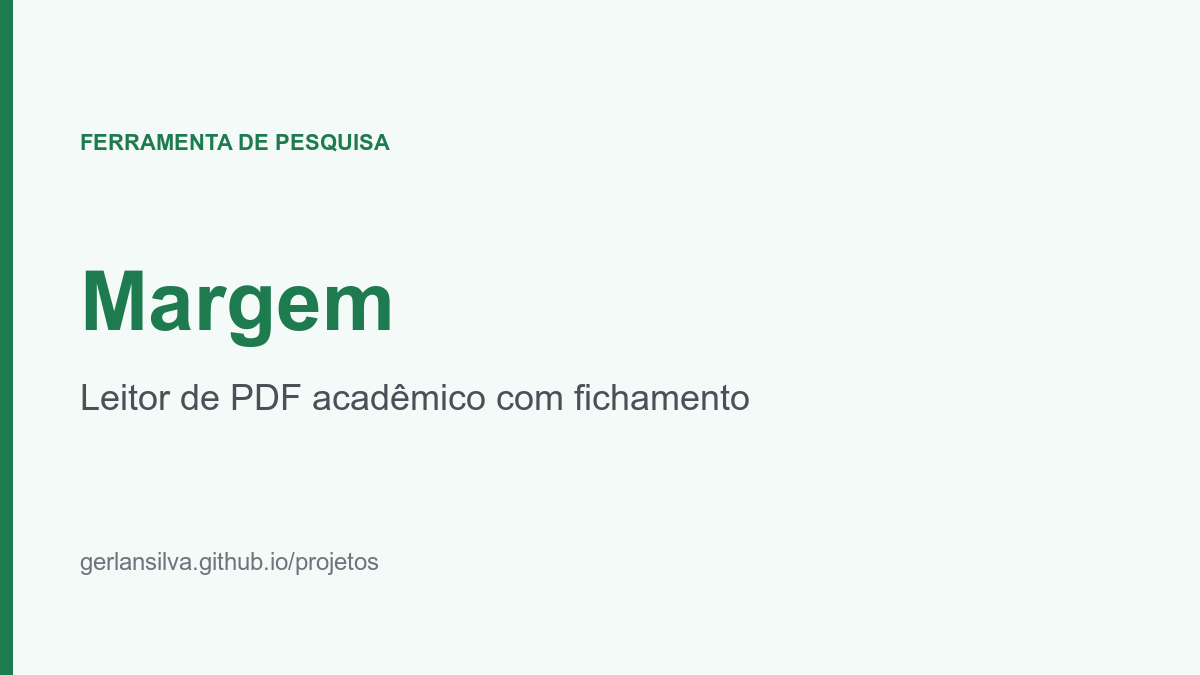 FERRAMENTA DE PESQUISA
Margem
Leitor de PDF acadêmico com fichamento
gerlansilva.github.io/projetos